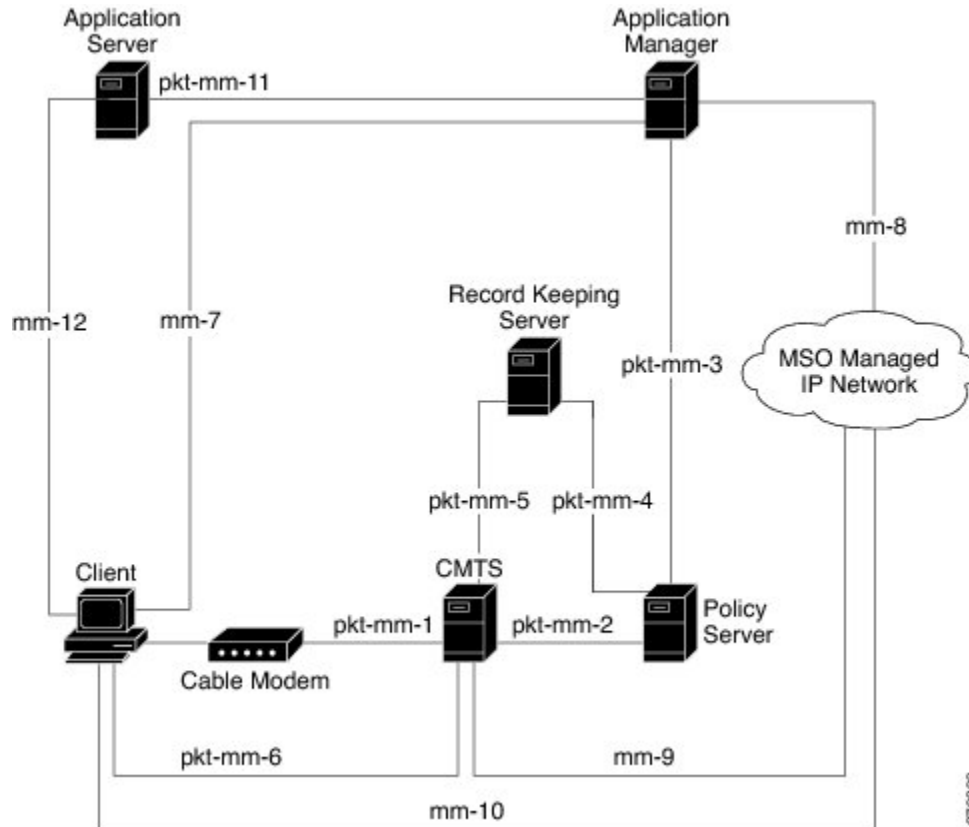 Application
Server
Application
Manager
pkt-mm-11
mm-8
Record Keeping
Server
mm-12
mm-7
pkt-mm-3
MSO Managed
IP Network
pkt-mm-5
pkt-mm-4
Client
CMTS
pkt-mm-1
pkt-mm-2
Policy
Server
Cable Modem
pkt-mm-6
mm-9
mm-10